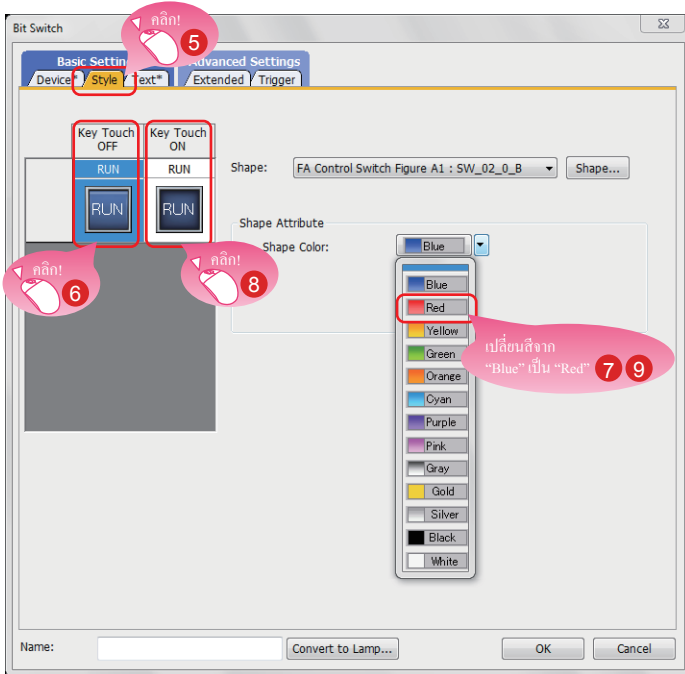 Bit Switch
คลิก!
5
Basic Settin
Advanced Settings
Device*
Style
Text*
Extended
Trigger
Key Touch
OFF
Key Touch
ON
RUN
RUN
RUN
RUN
Shape:
FA Control Switch Figure A1 : SW_02_0_B
Shape...
Shape Attribute
Shape Color:
Blue
คลิก!
6
คลิก!
8
Blue
Red
Yellow
Green
Orange
Cyan
Purple
Pink
Gray
Gold
Silver
Black
White
เปลี่ยนสีจาก
“Blue” เป็น “Red” 7 9
Name:
Convert to Lamp...
OK
Cancel